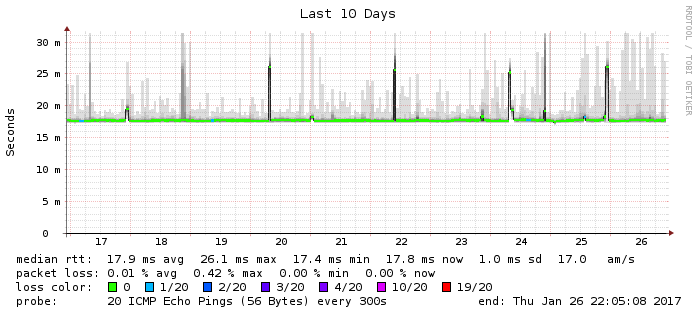 Last 10 Days
RRDTOOL / TOBI OETIKER
Seconds
30 m
25 m
20 m
15 m
10 m
5 m
0
17 18 19 20 21 22 23 24 25 26
median rtt: 17.9 ms avg 26.1 ms max 17.4 ms min 17.8 ms now 1.0 ms sd 17.0 am/s
packet loss: 0.01 % avg 0.42 % max 0.00 % min 0.00 % now
loss color: 0 1/20 2/20 3/20 4/20 10/20 19/20
probe: 20 ICMP Echo Pings (56 Bytes) every 300s end: Thu Jan 26 22:05:08 2017